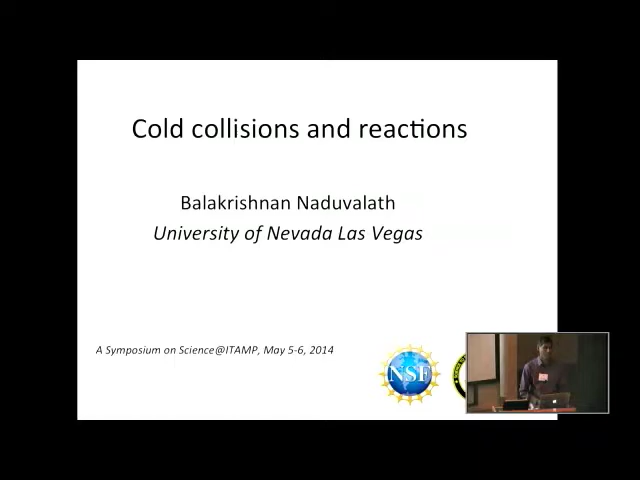 Cold collisions and reactions
Balakrishnan Naduvalath
University of Nevada Las Vegas
A Symposium on Science@ITAMP, May 5-6, 2014
NSF